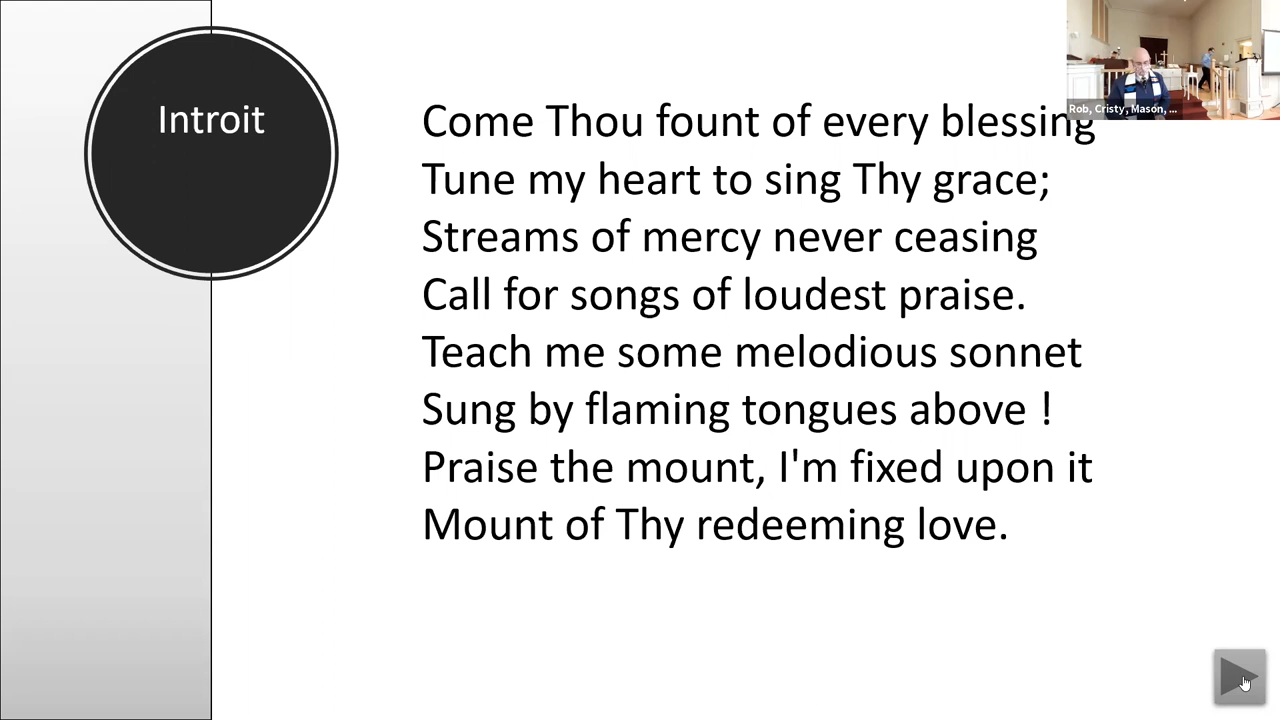 Introit
Come Thou fount of every blessing
Tune my heart to sing Thy grace;
Streams of mercy never ceasing
Call for songs of loudest praise.
Teach me some melodious sonnet
Sung by flaming tongues above !
Praise the mount, I'm fixed upon it
Mount of Thy redeeming love.
Rob, Cristy, Mason, ...